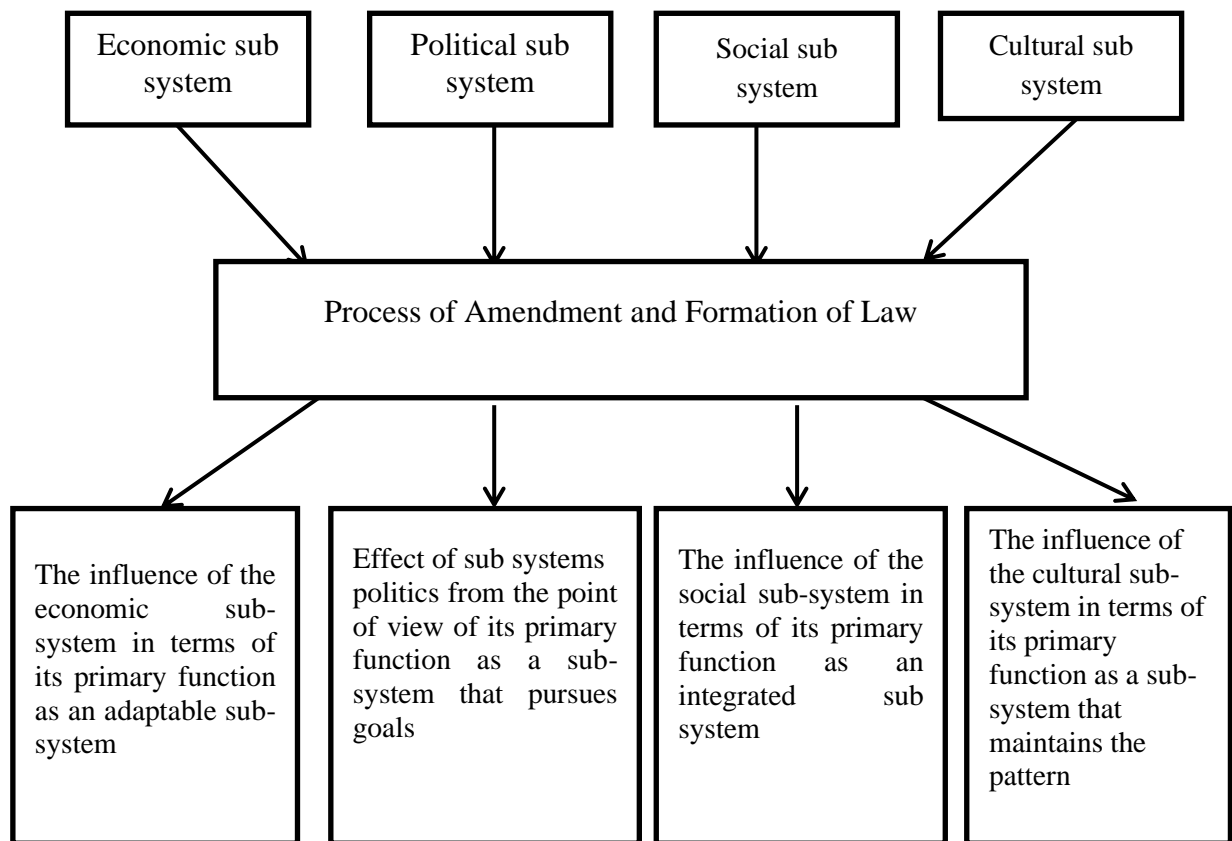 Economic sub
system
Political sub
system
Social sub
system
Cultural sub
system
Process of Amendment and Formation of Law
The influence of the
economic sub-
system in terms of
its primary function
as an adaptable sub-
system
Effect of sub systems
politics from the point
of view of its primary
function as a sub-
system that pursues
goals
The influence of the
social sub-system in
terms of its primary
function as an
integrated sub
system
The influence of
the cultural sub-
system in terms of
its primary
function as a sub-
system that
maintains the
pattern